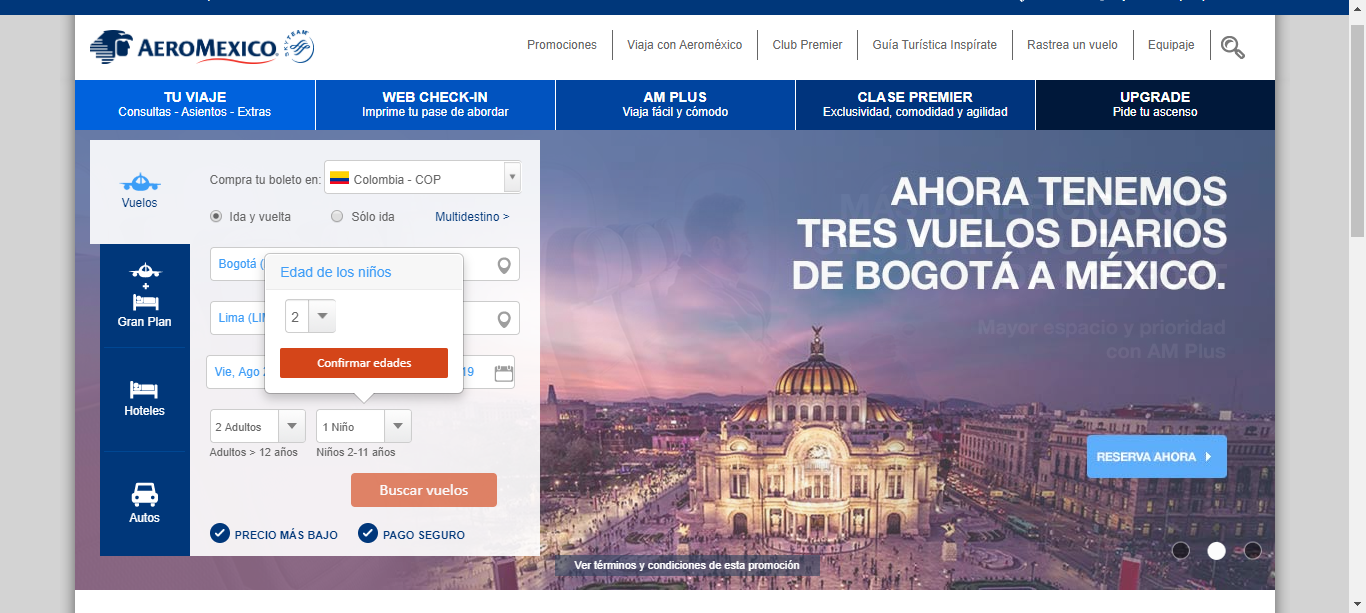 AEROMEXICO.
SKYTEAM
Promociones
Viaja con Aeroméxico
Club Premier
Guía Turística Inspírate
Rastrea un vuelo
Equipaje
TU VIAJE
Consultas - Asientos - Extras
WEB CHECK-IN
Imprime tu pase de abordar
AM PLUS
Viaja fácil y cómodo
CLASE PREMIER
Exclusividad, comodidad y agilidad
UPGRADE
Pide tu ascenso
Vuelos
+
Gran Plan
Hoteles
Autos
Compra tu boleto en:
Colombia - COP
Ida y vuelta
Sólo ida
Multidestino >
Bogotá (
Lima (LI
Vie, Ago
19
Edad de los niños
2
Confirmar edades
2 Adultos
1 Niño
Adultos > 12 años
Niños 2-11 años
Buscar vuelos
PRECIO MÁS BAJO
PAGO SEGURO
AHORA TENEMOS
TRES VUELOS DIARIOS
DE BOGOTÁ A MÉXICO.
Mayor espacio y prioridad
con AM Plus
RESERVA AHORA
Ver términos y condiciones de esta promoción